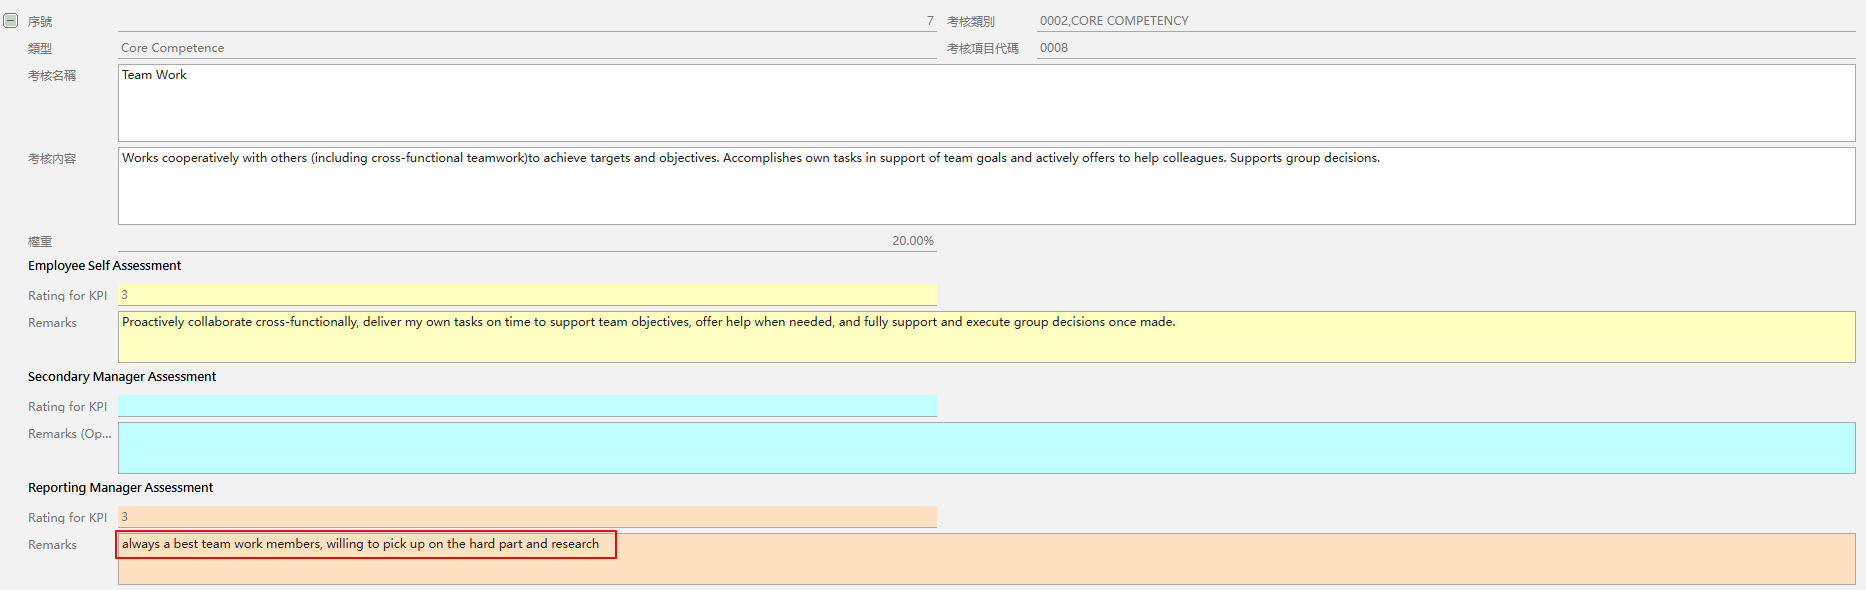 序號 7 考核類別 0002,CORE COMPETENCY
類型 Core Competence 考核項目代碼 0008
考核名稱 Team Work
考核內容 Works cooperatively with others (including cross-functional teamwork)to achieve targets and objectives. Accomplishes own tasks in support of team goals and actively offers to help colleagues. Supports group decisions.
權重 20.00%
Employee Self Assessment
Rating for KPI 3
Remarks Proactively collaborate cross-functionally, deliver my own tasks on time to support team objectives, offer help when needed, and fully support and execute group decisions once made.
Secondary Manager Assessment
Rating for KPI
Remarks (Op...
Reporting Manager Assessment
Rating for KPI 3
Remarks always a best team work members, willing to pick up on the hard part and research